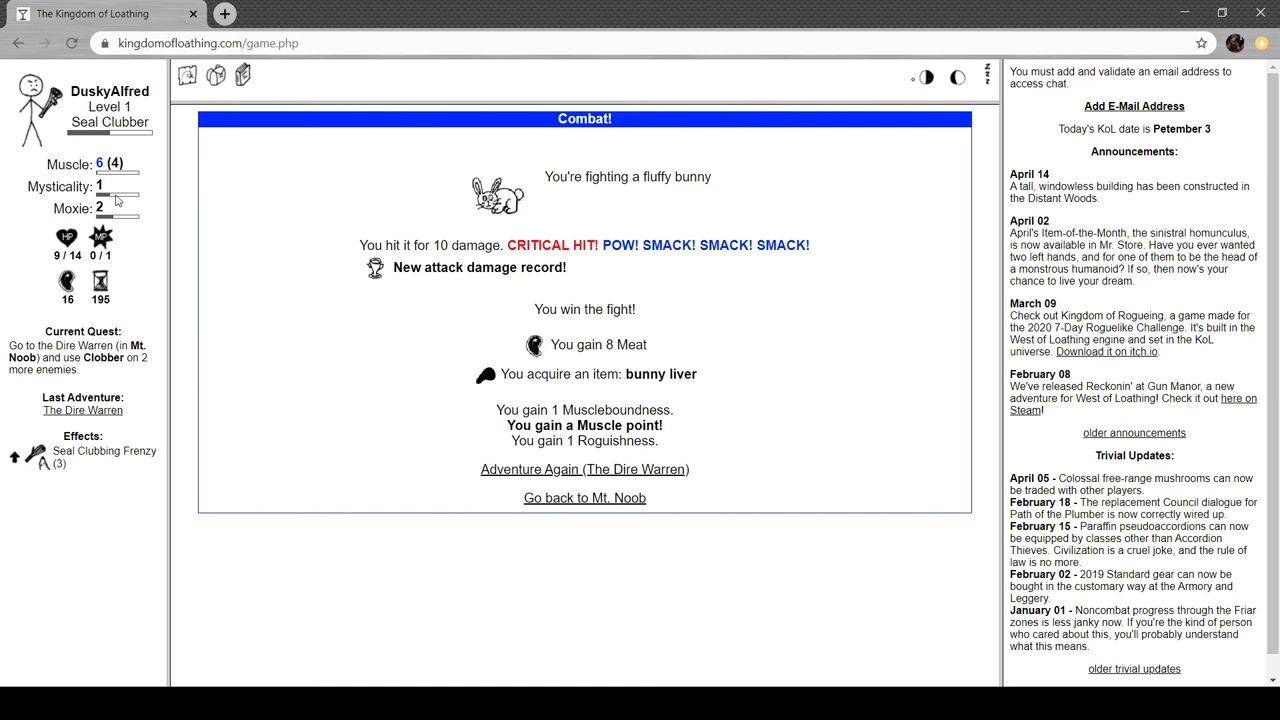 The Kingdom of Loathing
kingdomofloathing.com/game.php
DuskyAlfred
Level 1
Seal Clubber
Muscle: 6 (4)
Mysticality: 1
Moxie: 2
HP MP
9 / 14 0 / 1
16 195
Current Quest:
Go to the Dire Warren (in Mt.
Noob) and use Clobber on 2
more enemies.
Last Adventure:
The Dire Warren
Effects:
Seal Clubbing Frenzy
(3)
Z
Z
Z
Combat!
You're fighting a fluffy bunny
You hit it for 10 damage. CRITICAL HIT! POW! SMACK! SMACK! SMACK!
New attack damage record!
You win the fight!
You gain 8 Meat
You acquire an item: bunny liver
You gain 1 Muscleboundness.
You gain a Muscle point!
You gain 1 Roguishness.
Adventure Again (The Dire Warren)
Go back to Mt. Noob
You must add and validate an email address to
access chat.
Add E-Mail Address
Today's KoL date is Petember 3
Announcements:
April 14
A tall, windowless building has been constructed in
the Distant Woods.
April 02
April's Item-of-the-Month, the sinistral homunculus,
is now available in Mr. Store. Have you ever wanted
two left hands, and for one of them to be the head of
a monstrous humanoid? If so, then now's your
chance to live your dream.
March 09
Check out Kingdom of Rogueing, a game made for
the 2020 7-Day Roguelike Challenge. It's built in the
West of Loathing engine and set in the KoL
universe. Download it on itch.io.
February 08
We've released Reckonin' at Gun Manor, a new
adventure for West of Loathing! Check it out here on
Steam!
older announcements
Trivial Updates:
April 05 - Colossal free-range mushrooms can now
be traded with other players.
February 18 - The replacement Council dialogue for
Path of the Plumber is now correctly wired up.
February 15 - Paraffin pseudoaccordions can now
be equipped by classes other than Accordion
Thieves. Civilization is a cruel joke, and the rule of
law is no more.
February 02 - 2019 Standard gear can now be
bought in the customary way at the Armory and
Leggery.
January 01 - Noncombat progress through the Friar
zones is less janky now. If you're the kind of person
who cared about this, you'll probably understand
what this means.
older trivial updates